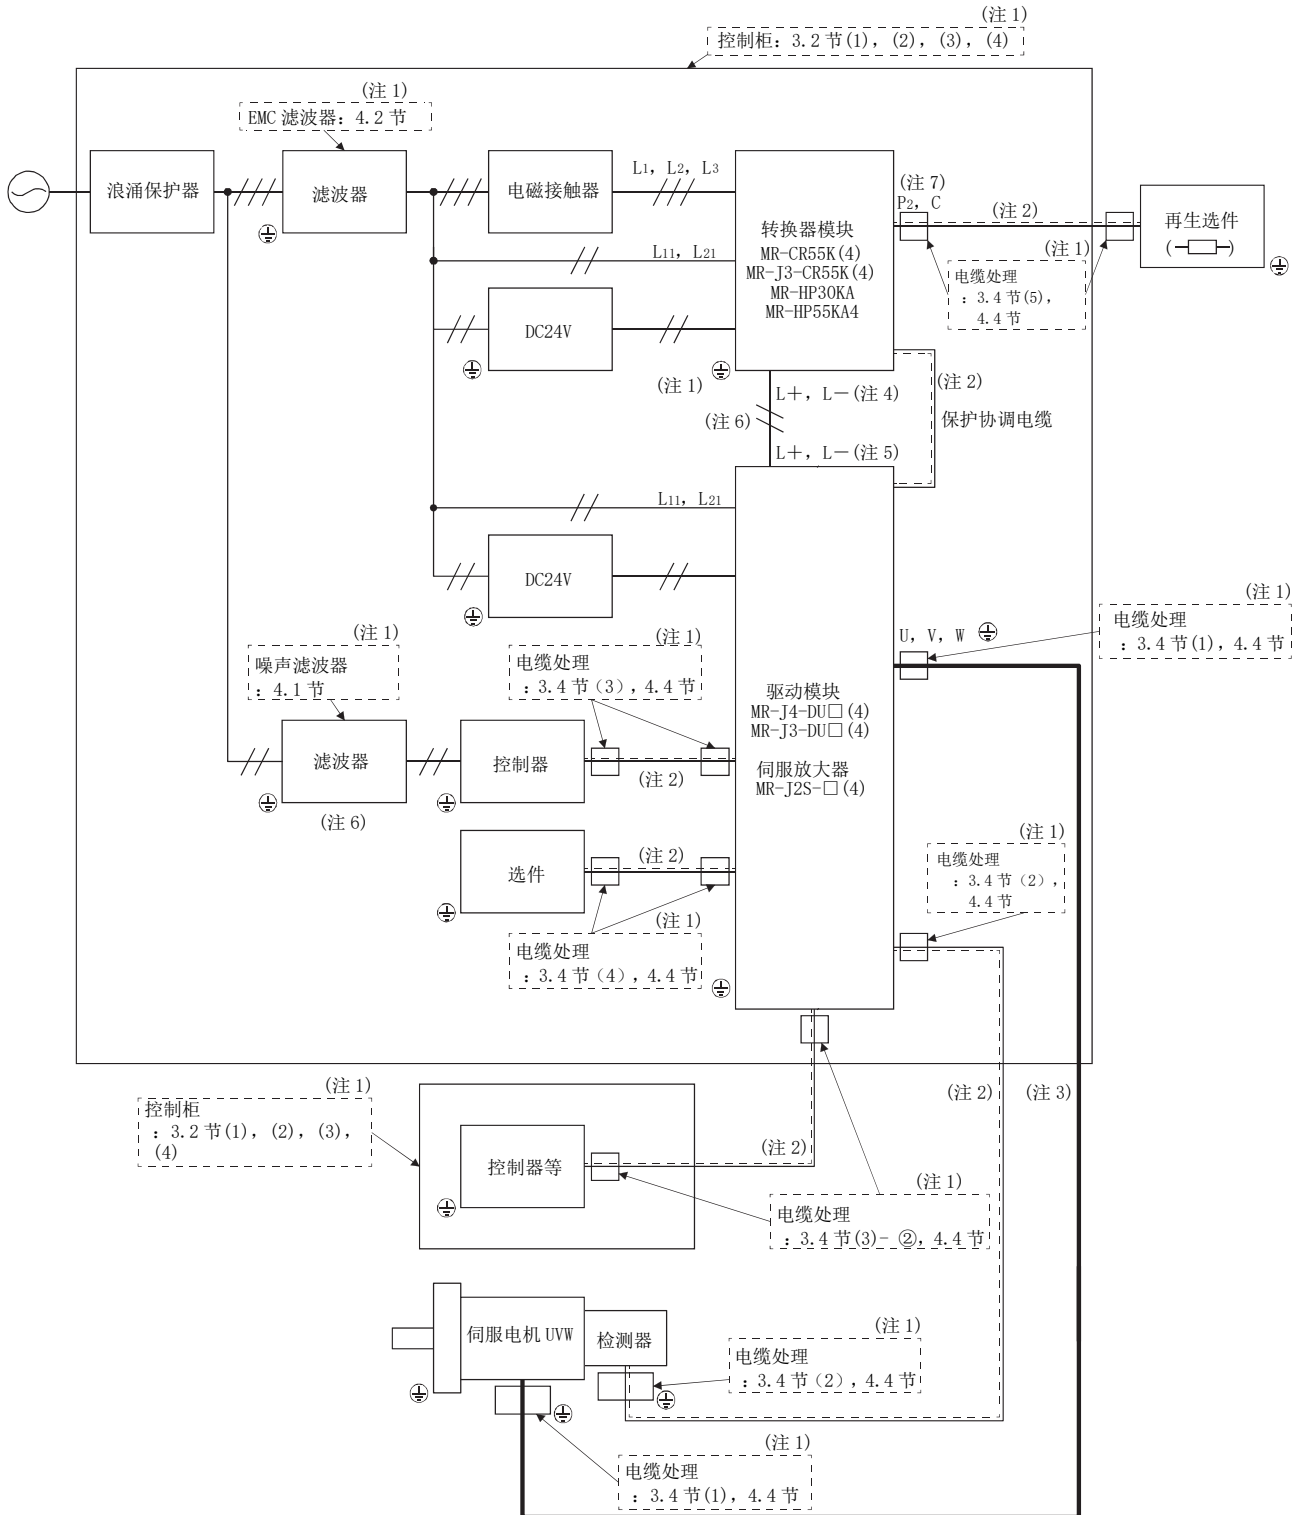 (注 1)
控制柜：3.2 节(1)，(2)，(3)，(4)
(注 1)
EMC 滤波器：4.2 节
浪涌保护器
滤波器
电磁接触器
L1，L2，L3
转换器模块
MR-CR55K(4)
MR-J3-CR55K(4)
MR-HP30KA
MR-HP55KA4
(注 7)
P2，C
(注 2)
再生选件
( )
(注 1)
电缆处理
：3.4 节(5)，
4.4 节
L11，L21
DC24V
(注 1)
L＋，L－(注 4)
(注 6)
L＋，L－(注 5)
(注 2)
保护协调电缆
L11，L21
DC24V
(注 1)
噪声滤波器
：4.1 节
(注 1)
电缆处理
：3.4 节（3），4.4 节
U，V，W
(注 1)
电缆处理
：3.4 节(1)，4.4 节
驱动模块
MR-J4-DU□(4)
MR-J3-DU□(4)
伺服放大器
MR-J2S-□(4)
滤波器
(注 6)
控制器
(注 2)
选件
(注 2)
(注 1)
电缆处理
：3.4 节（4），4.4 节
(注 1)
电缆处理
：3.4 节（2），
4.4 节
(注 1)
控制柜
：3.2 节(1)，(2)，(3)，
(4)
控制器等
(注 2)
(注 2)
(注 3)
(注 1)
电缆处理
：3.4 节(3)- ②，4.4 节
伺服电机 UVW
检测器
(注 1)
电缆处理
：3.4 节（2），4.4 节
(注 1)
电缆处理
：3.4 节(1)，4.4 节